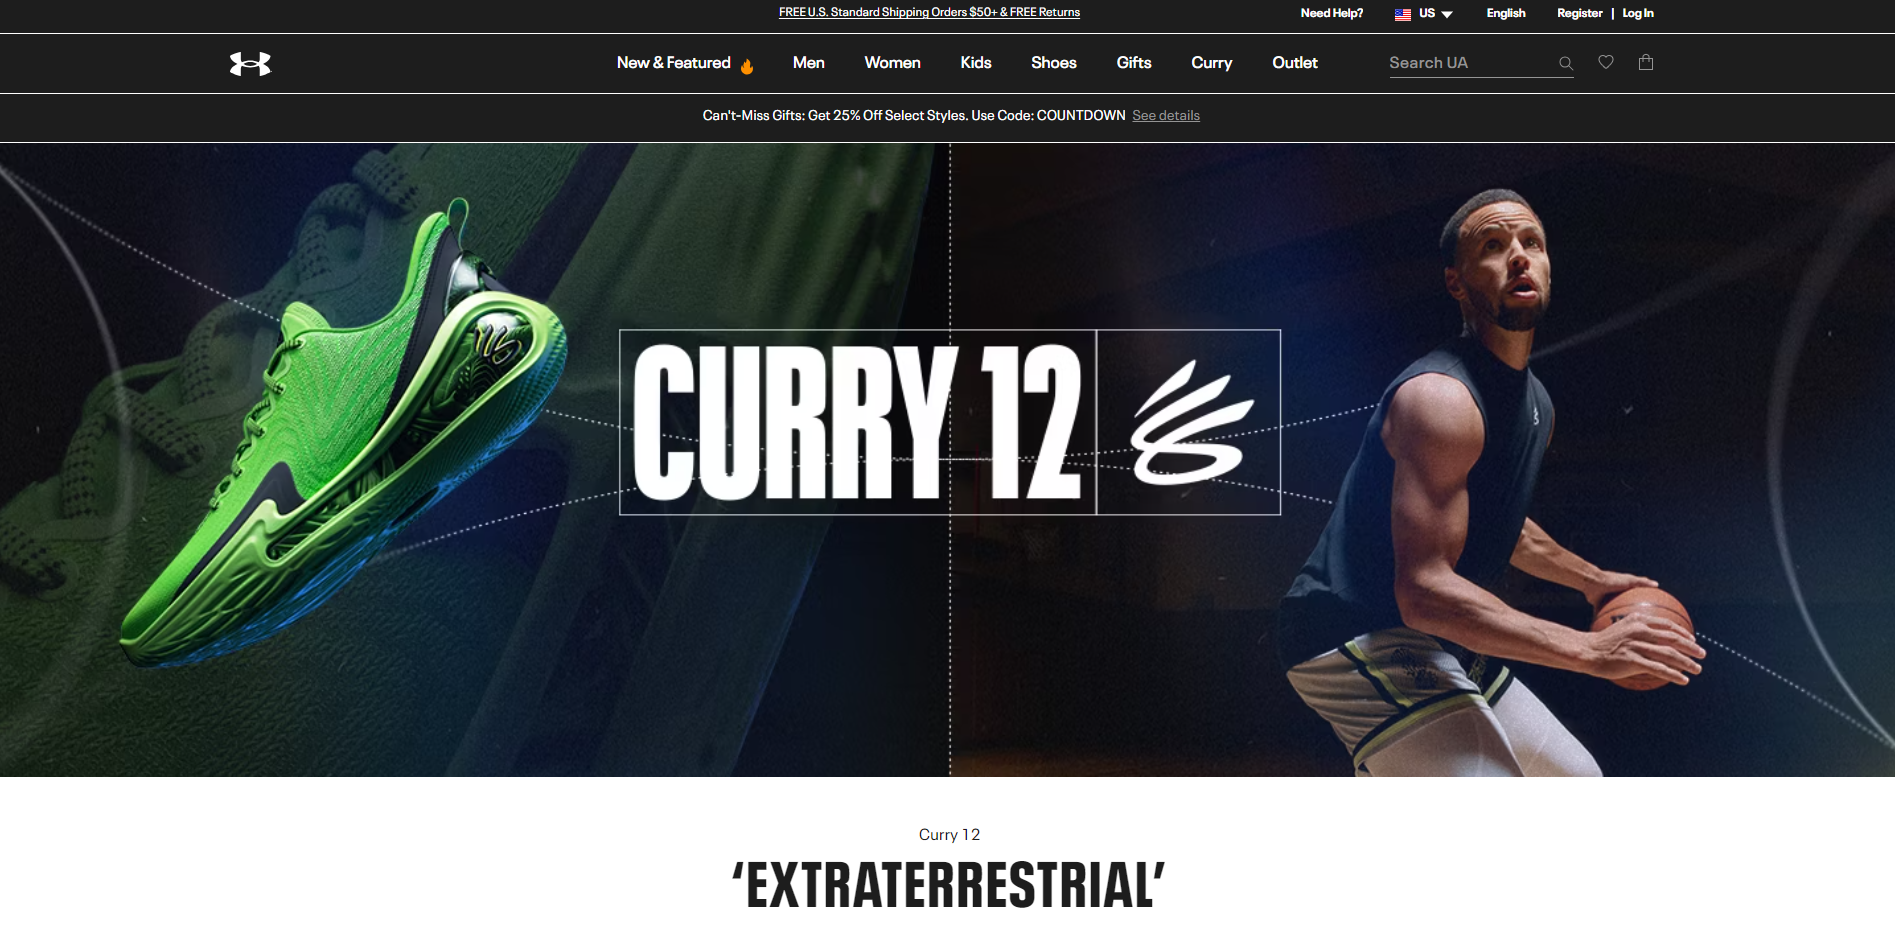 FREE U.S. Standard Shipping Orders $50+ & FREE Returns
Need Help? US English Register | Log In
New & Featured Men Women Kids Shoes Gifts Curry Outlet Search UA
Can't-Miss Gifts: Get 25% Off Select Styles. Use Code: COUNTDOWN See details
CURRY 12
Curry 12
‘EXTRATERRESTRIAL’